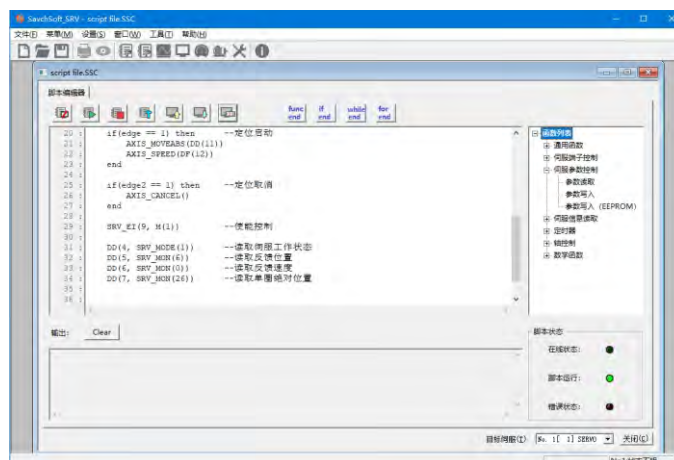 SavchSoft_SRV - script file.SSC
文件(F) 菜单(M) 设置(S) 窗口(W) 工具(T) 帮助(H)
script file.SSC
脚本编辑器
func end
if end
while end
for end
20 : if(edge == 1) then --定位启动
21 : AXIS_MOVEABS(DD(11))
22 : AXIS_SPEED(DF(12))
23 : end
24 :
25 : if(edge2 == 1) then --定位取消
26 : AXIS_CANCEL()
27 : end
28 :
29 : SRV_EI(9, M(1)) --使能控制
30 :
31 : DD(4, SRV_MODE(1)) --读取伺服工作状态
32 : DD(5, SRV_MON(6)) --读取反馈位置
33 : DD(6, SRV_MON(0)) --读取反馈速度
34 : DD(7, SRV_MON(26)) --读取单圈绝对位置
35 :
36 :
函数列表
通用函数
伺服端子控制
伺服参数控制
参数读取
参数写入
参数写入 (EEPROM)
伺服信息读取
定时器
轴控制
数学函数
输出:
Clear
脚本状态
在线状态:
脚本运行:
错误状态:
目标伺服(I) No. 1[ 1] SERVO 关闭(C)